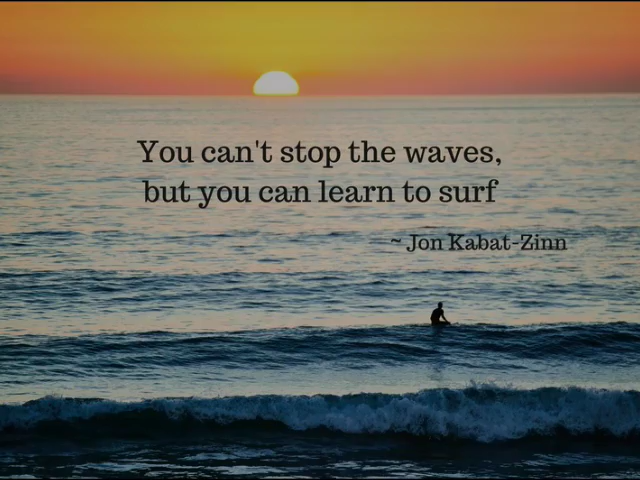 You can't stop the waves,
but you can learn to surf
~ Jon Kabat-Zinn